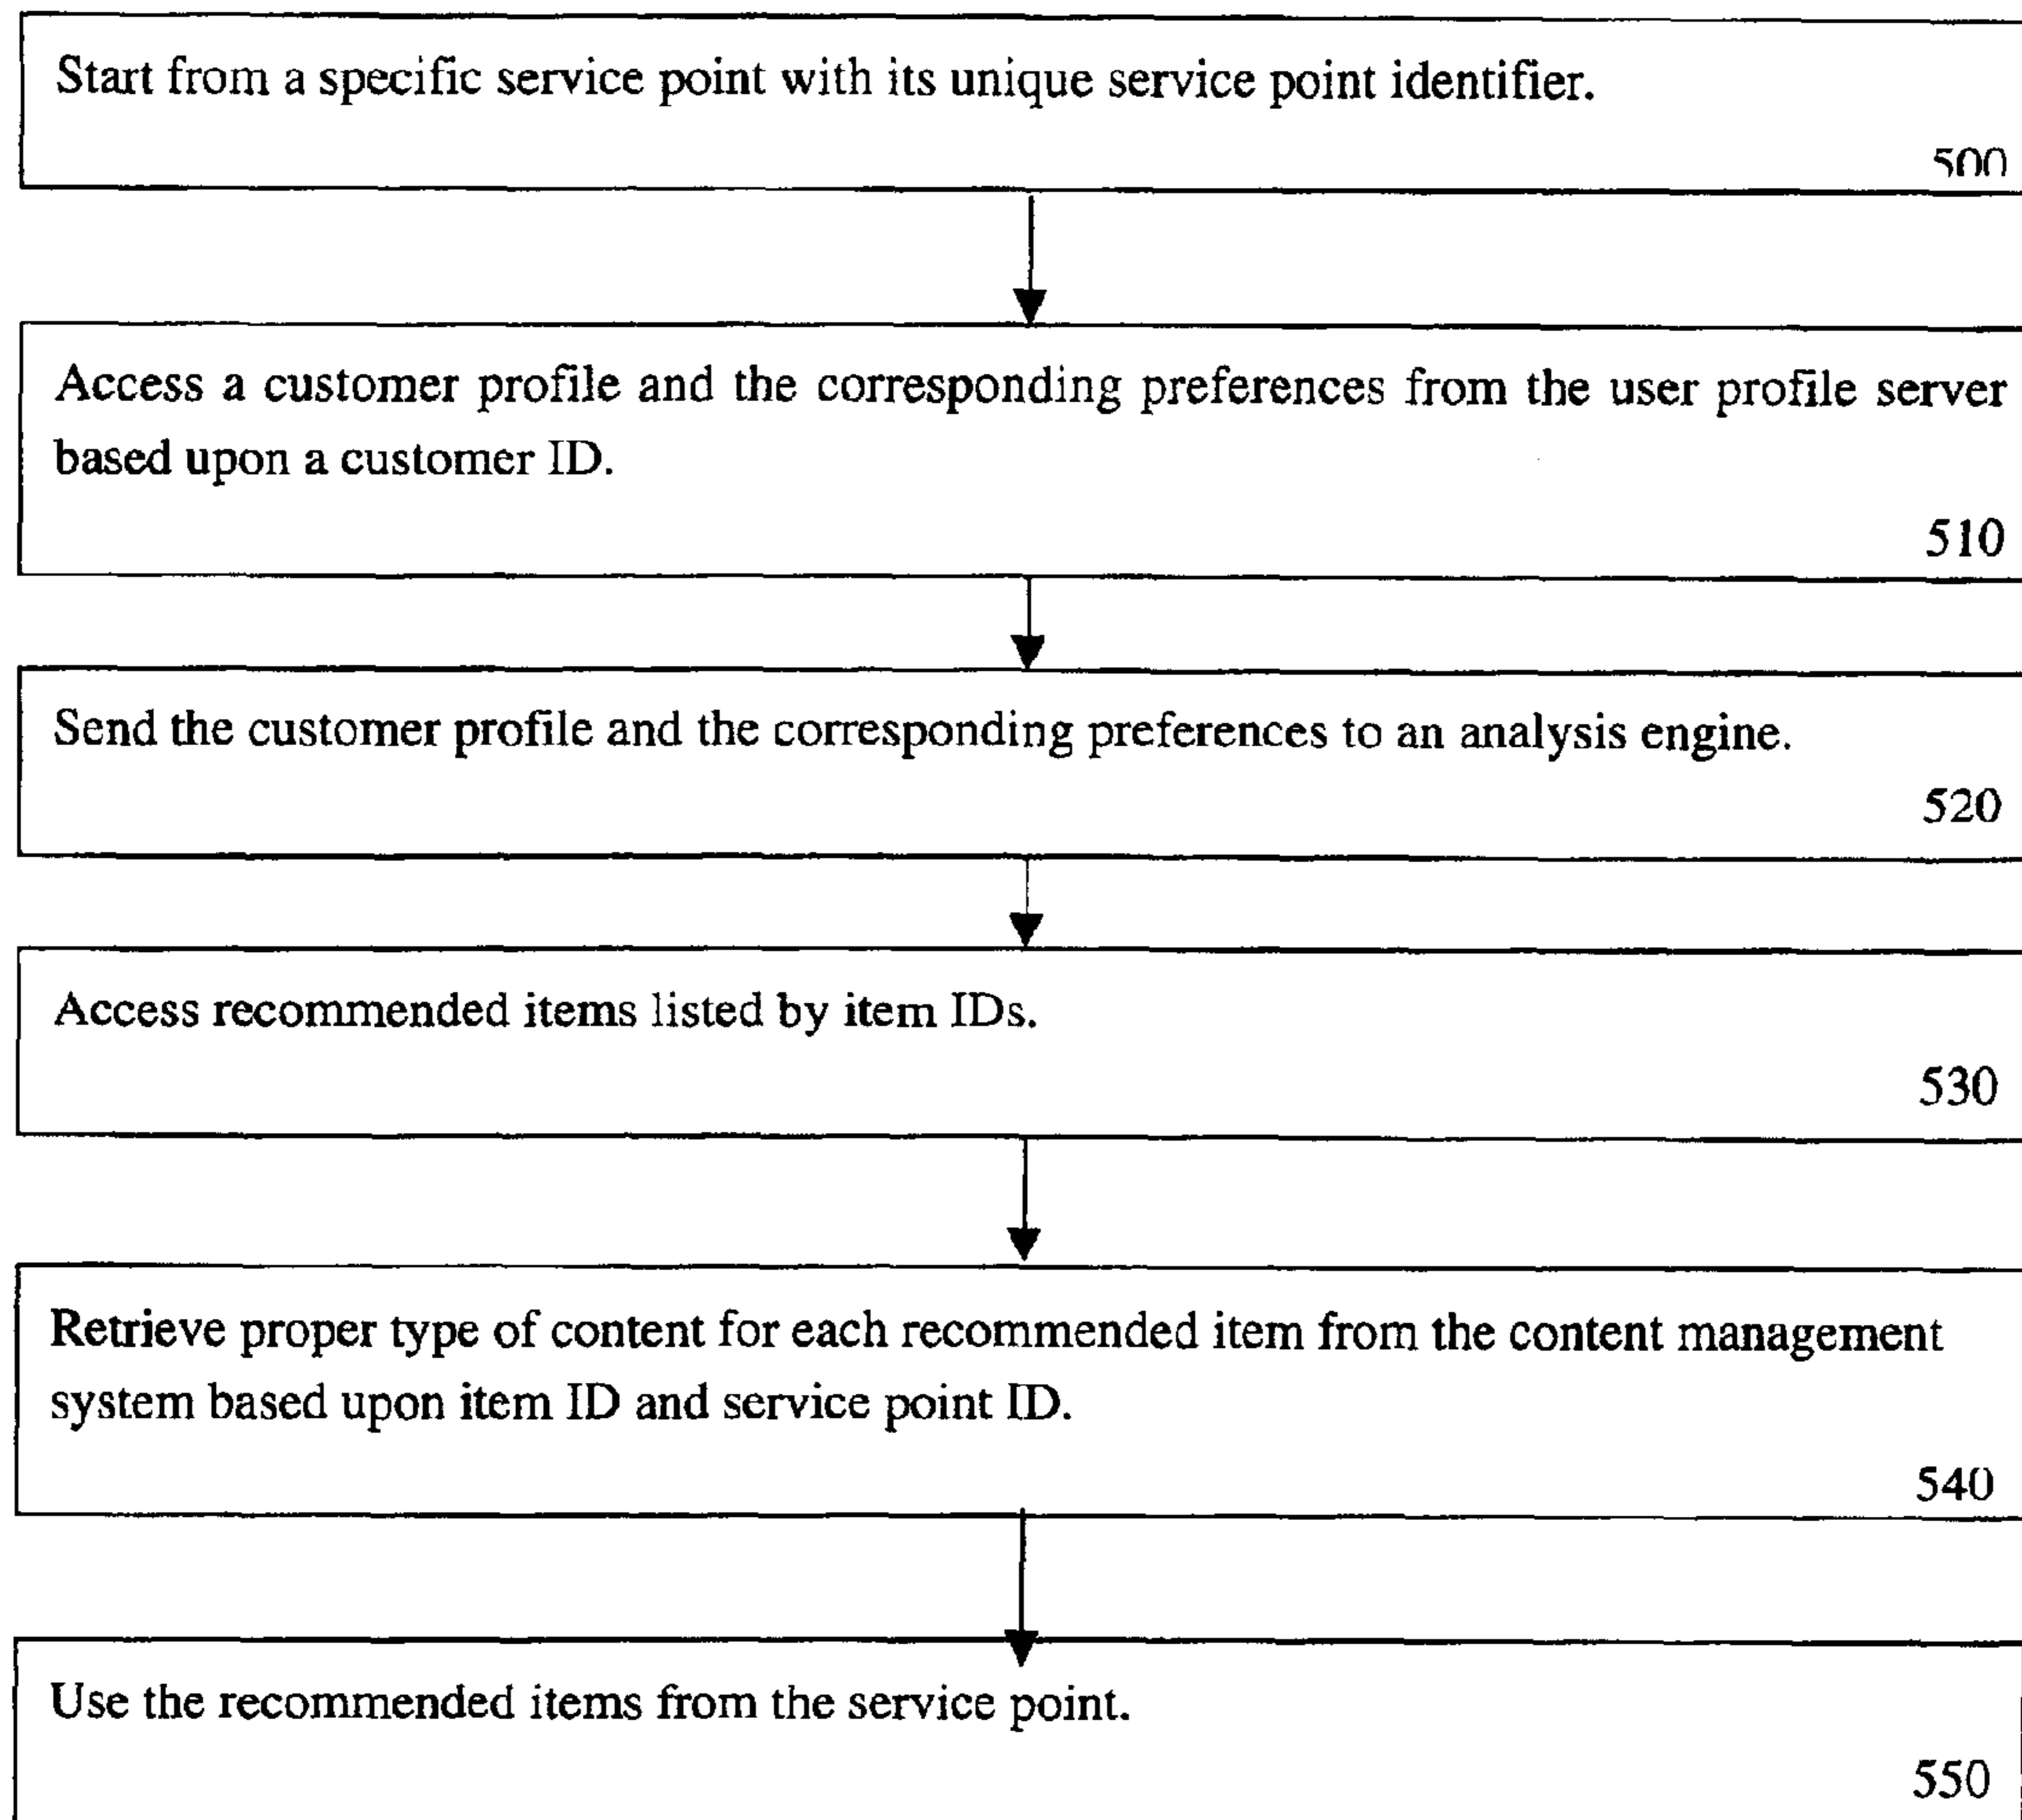 Start from a specific service point with its unique service point identifier.
500
Access a customer profile and the corresponding preferences from the user profile server
based upon a customer ID.
510
Send the customer profile and the corresponding preferences to an analysis engine.
520
Access recommended items listed by item IDs.
530
Retrieve proper type of content for each recommended item from the content management
system based upon item ID and service point ID.
540
Use the recommended items from the service point.
550